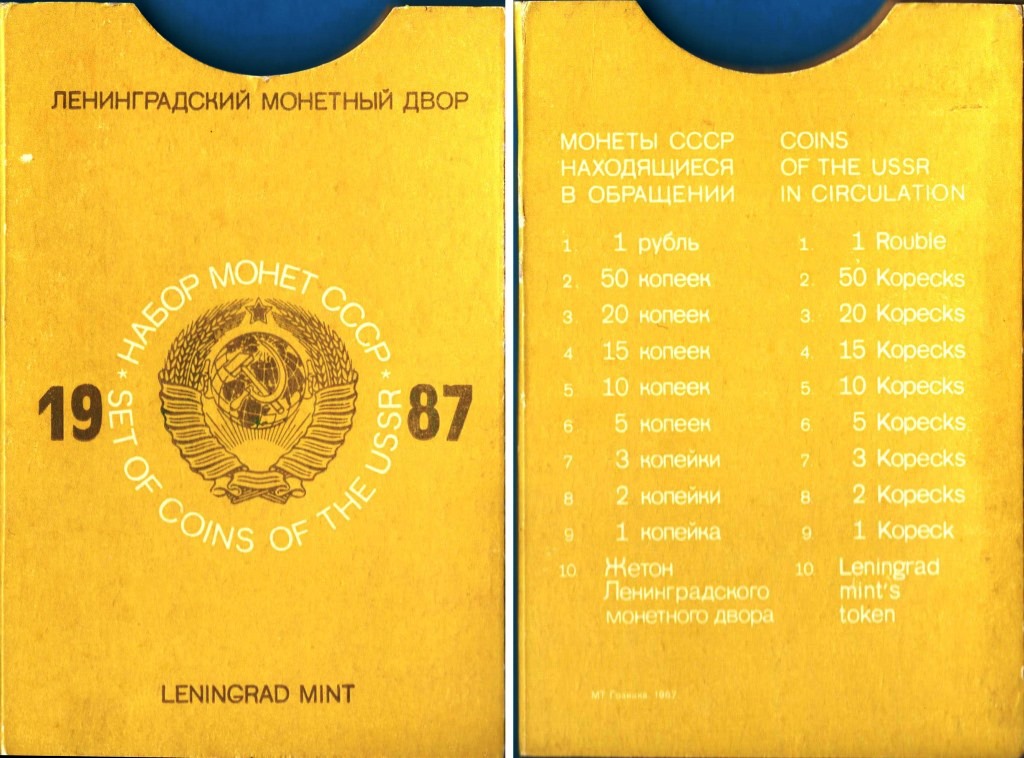 ЛЕНИНГРАДСКИЙ МОНЕТНЫЙ ДВОР
* НАБОР МОНЕТ СССР *
1987
SET OF COINS OF THE USSR
LENINGRAD MINT
МОНЕТЫ СССР
НАХОДЯЩИЕСЯ
В ОБРАЩЕНИИ
1. 1 рубль
2. 50 копеек
3. 20 копеек
4. 15 копеек
5. 10 копеек
6. 5 копеек
7. 3 копейки
8. 2 копейки
9. 1 копейка
10. Жетон
Ленинградского
монетного двора
COINS
OF THE USSR
IN CIRCULATION
1. 1 Rouble
2. 50 Kopecks
3. 20 Kopecks
4. 15 Kopecks
5. 10 Kopecks
6. 5 Kopecks
7. 3 Kopecks
8. 2 Kopecks
9. 1 Kopeck
10. Leningrad
mint's
token
МТ Гознака. 1987.